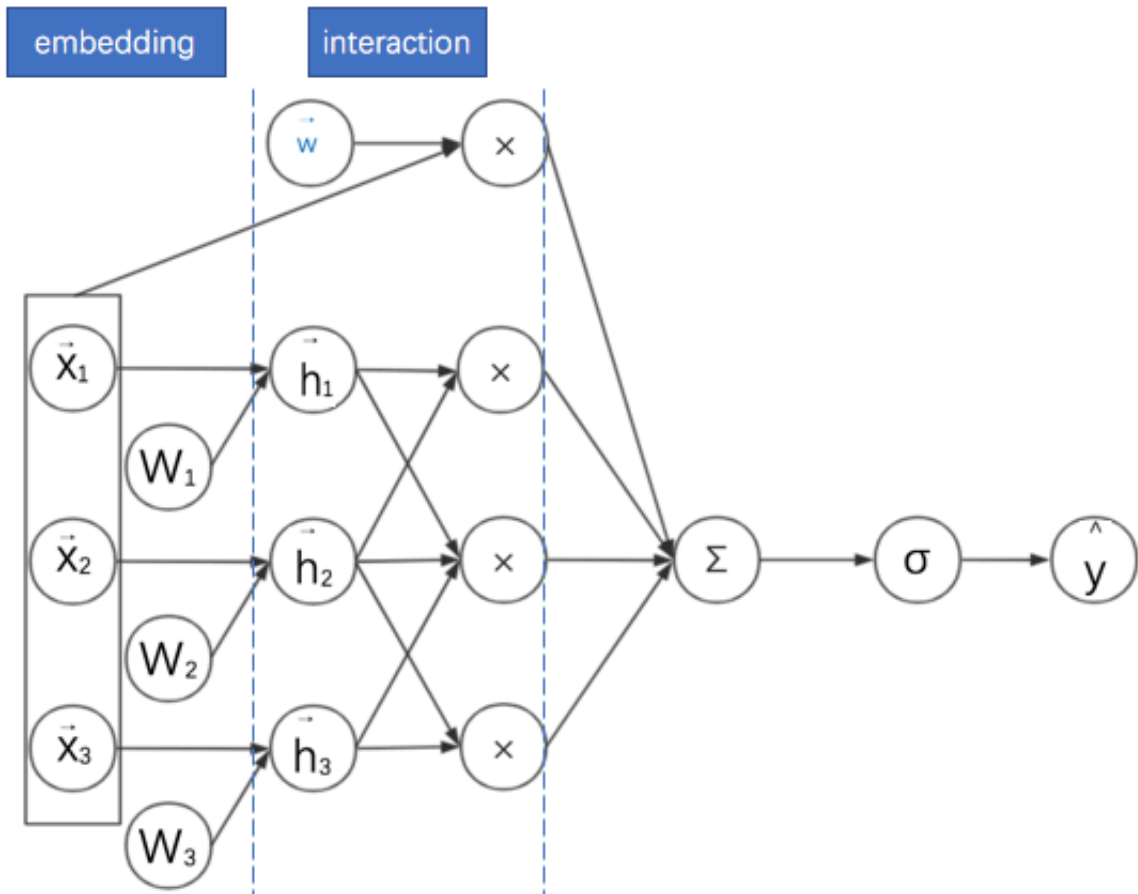 embedding
interaction
→
w
×
→
x₁
→
h₁
×
W₁
→
x₂
→
h₂
×
Σ
σ
^
y
W₂
→
x₃
→
h₃
×
W₃